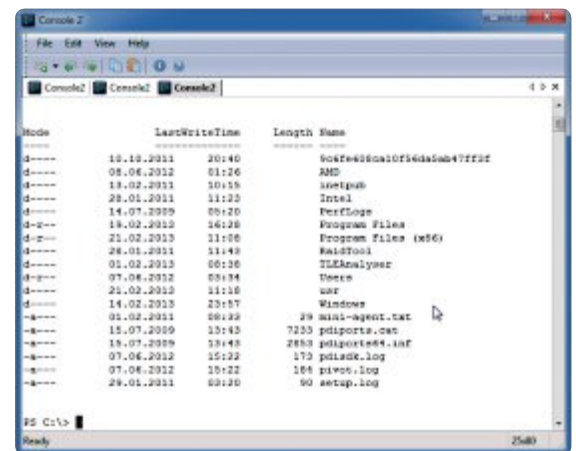 Console 2
File Edit View Help
Console2 Console2 Console2
Mode LastWriteTime Length Name
---- ------------- ------ ----
d---- 10.10.2011 20:40
d---- 08.06.2012 01:26 AMD
d---- 13.02.2011 10:15 inetpub
d---- 28.01.2011 11:23 Intel
d---- 14.07.2009 05:20 PerfLogs
d-r-- 19.02.2013 16:28 Program Files
d-r-- 21.02.2013 11:08 Program Files (x86)
d---- 28.01.2011 11:43 RaidTool
d---- 01.02.2013 08:38 TLEAnalyser
d-r-- 07.06.2012 03:34 Users
d---- 21.02.2013 11:18 usr
d---- 14.02.2013 23:57 Windows
-a--- 01.02.2011 08:33 29 mini-agent.txt
-a--- 15.07.2009 13:43 7233 pdiports.cat
-a--- 15.07.2009 13:43 2853 pdiports64.inf
-a--- 07.06.2012 15:22 173 pdisdk.log
-a--- 07.06.2012 15:22 184 pivot.log
-a--- 29.01.2011 03:20 90 setup.log
PS C:\>
Ready 25x80